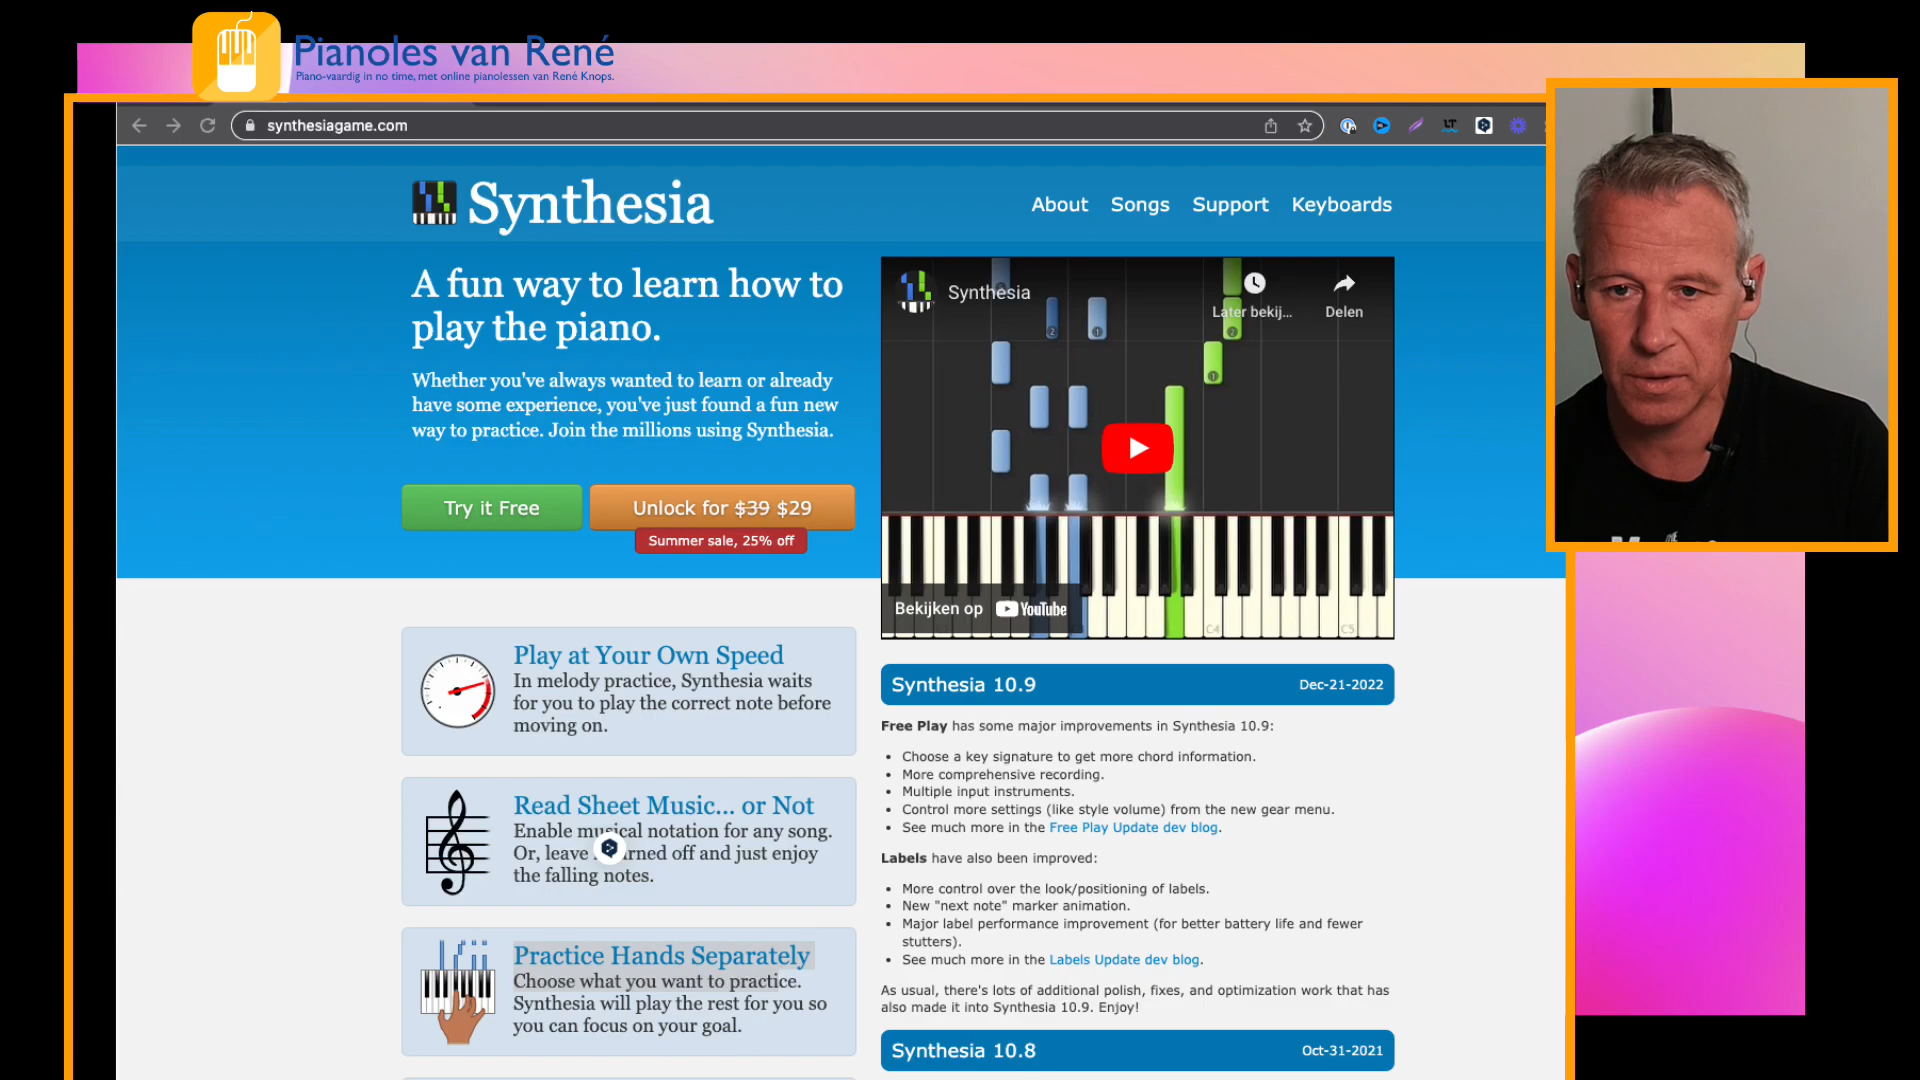 Pianoles van René
Piano-vaardig in no time, met online pianolessen van René Knops.
synthesiagame.com
LT
Synthesia
About
Songs
Support
Keyboards
A fun way to learn how to
play the piano.
Whether you've always wanted to learn or already
have some experience, you've just found a fun new
way to practice. Join the millions using Synthesia.
Try it Free
Unlock for $39 $29
Summer sale, 25% off
Synthesia
Later bekij...
Delen
2
1
2
1
C4
C5
Bekijken op YouTube
Play at Your Own Speed
In melody practice, Synthesia waits
for you to play the correct note before
moving on.
Read Sheet Music... or Not
Enable musical notation for any song.
Or, leave rned off and just enjoy
the falling notes.
Practice Hands Separately
Choose what you want to practice.
Synthesia will play the rest for you so
you can focus on your goal.
Synthesia 10.9
Dec-21-2022
Free Play has some major improvements in Synthesia 10.9:
• Choose a key signature to get more chord information.
• More comprehensive recording.
• Multiple input instruments.
• Control more settings (like style volume) from the new gear menu.
• See much more in the Free Play Update dev blog.
Labels have also been improved:
• More control over the look/positioning of labels.
• New "next note" marker animation.
• Major label performance improvement (for better battery life and fewer
stutters).
• See much more in the Labels Update dev blog.
As usual, there's lots of additional polish, fixes, and optimization work that has
also made it into Synthesia 10.9. Enjoy!
Synthesia 10.8
Oct-31-2021